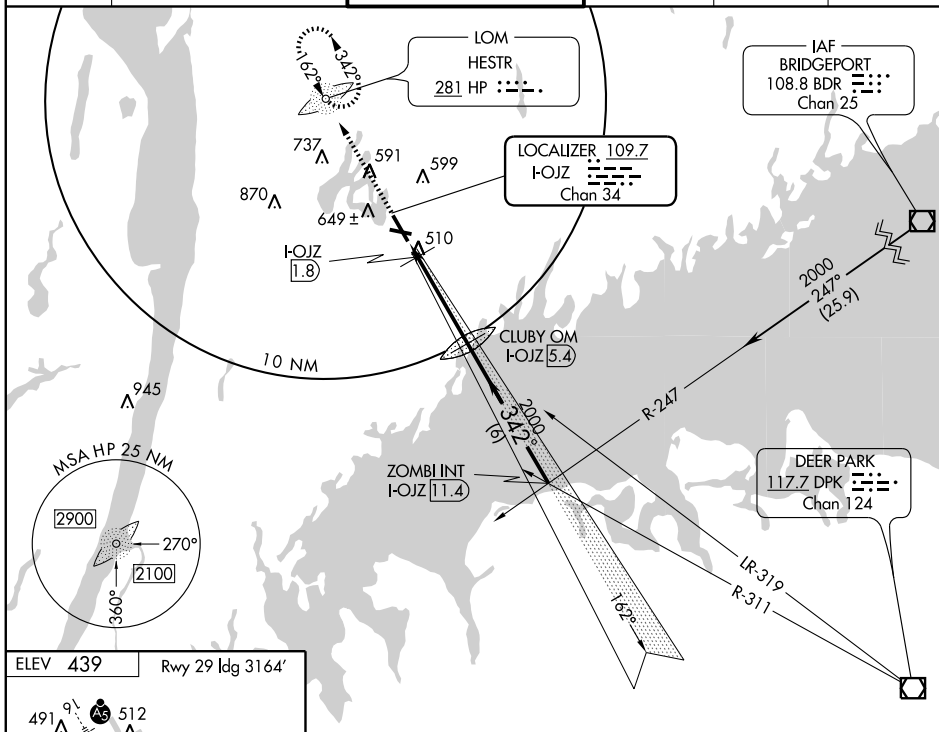 LOM
HESTR
281 HP
162°
342°
IAF
BRIDGEPORT
108.8 BDR
Chan 25
LOCALIZER 109.7
I-OJZ
Chan 34
737
591
599
870
649 ±
510
I-OJZ
1.8
2000
247°
(25.9)
CLUBY OM
I-OJZ 5.4
10 NM
R-247
945
2000
342°
(6)
MSA HP 25 NM
ZOMBI INT
I-OJZ 11.4
DEER PARK
117.7 DPK
Chan 124
2900
270°
2100
360°
LR-319
R-311
162°
ELEV 439
Rwy 29 ldg 3164'
491
16
A5
512